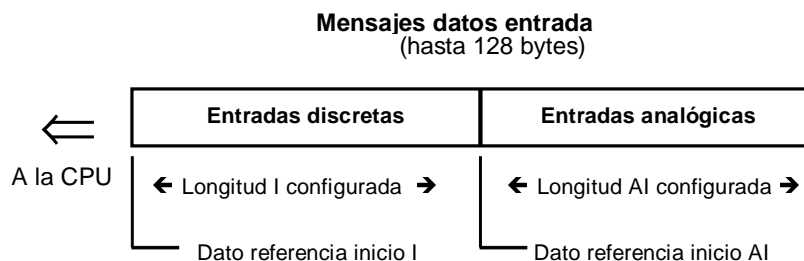 Mensajes datos entrada
(hasta 128 bytes)
Entradas discretas
Entradas analógicas
A la CPU
Longitud I configurada
Longitud AI configurada
Dato referencia inicio I
Dato referencia inicio AI